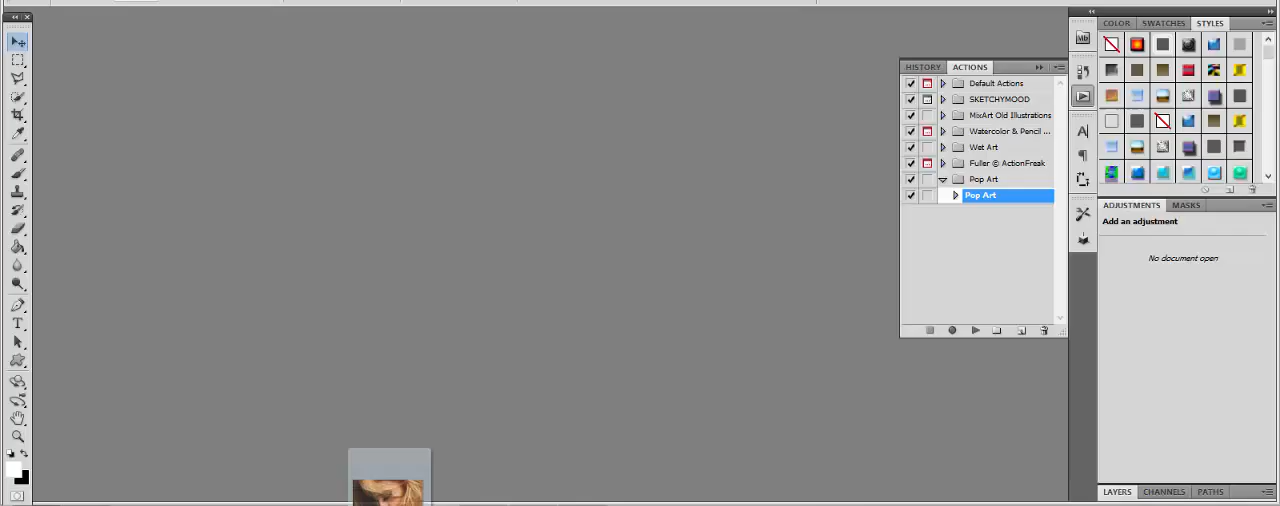 COLOR SWATCHES STYLES
HISTORY ACTIONS
Default Actions
SKETCHYMOOD
MixArt Old Illustrations
Watercolor & Pencil ...
Wet Art
Fuller © ActionFreak
Pop Art
Pop Art
Mb
A
T
ADJUSTMENTS MASKS
Add an adjustment
No document open
LAYERS CHANNELS PATHS